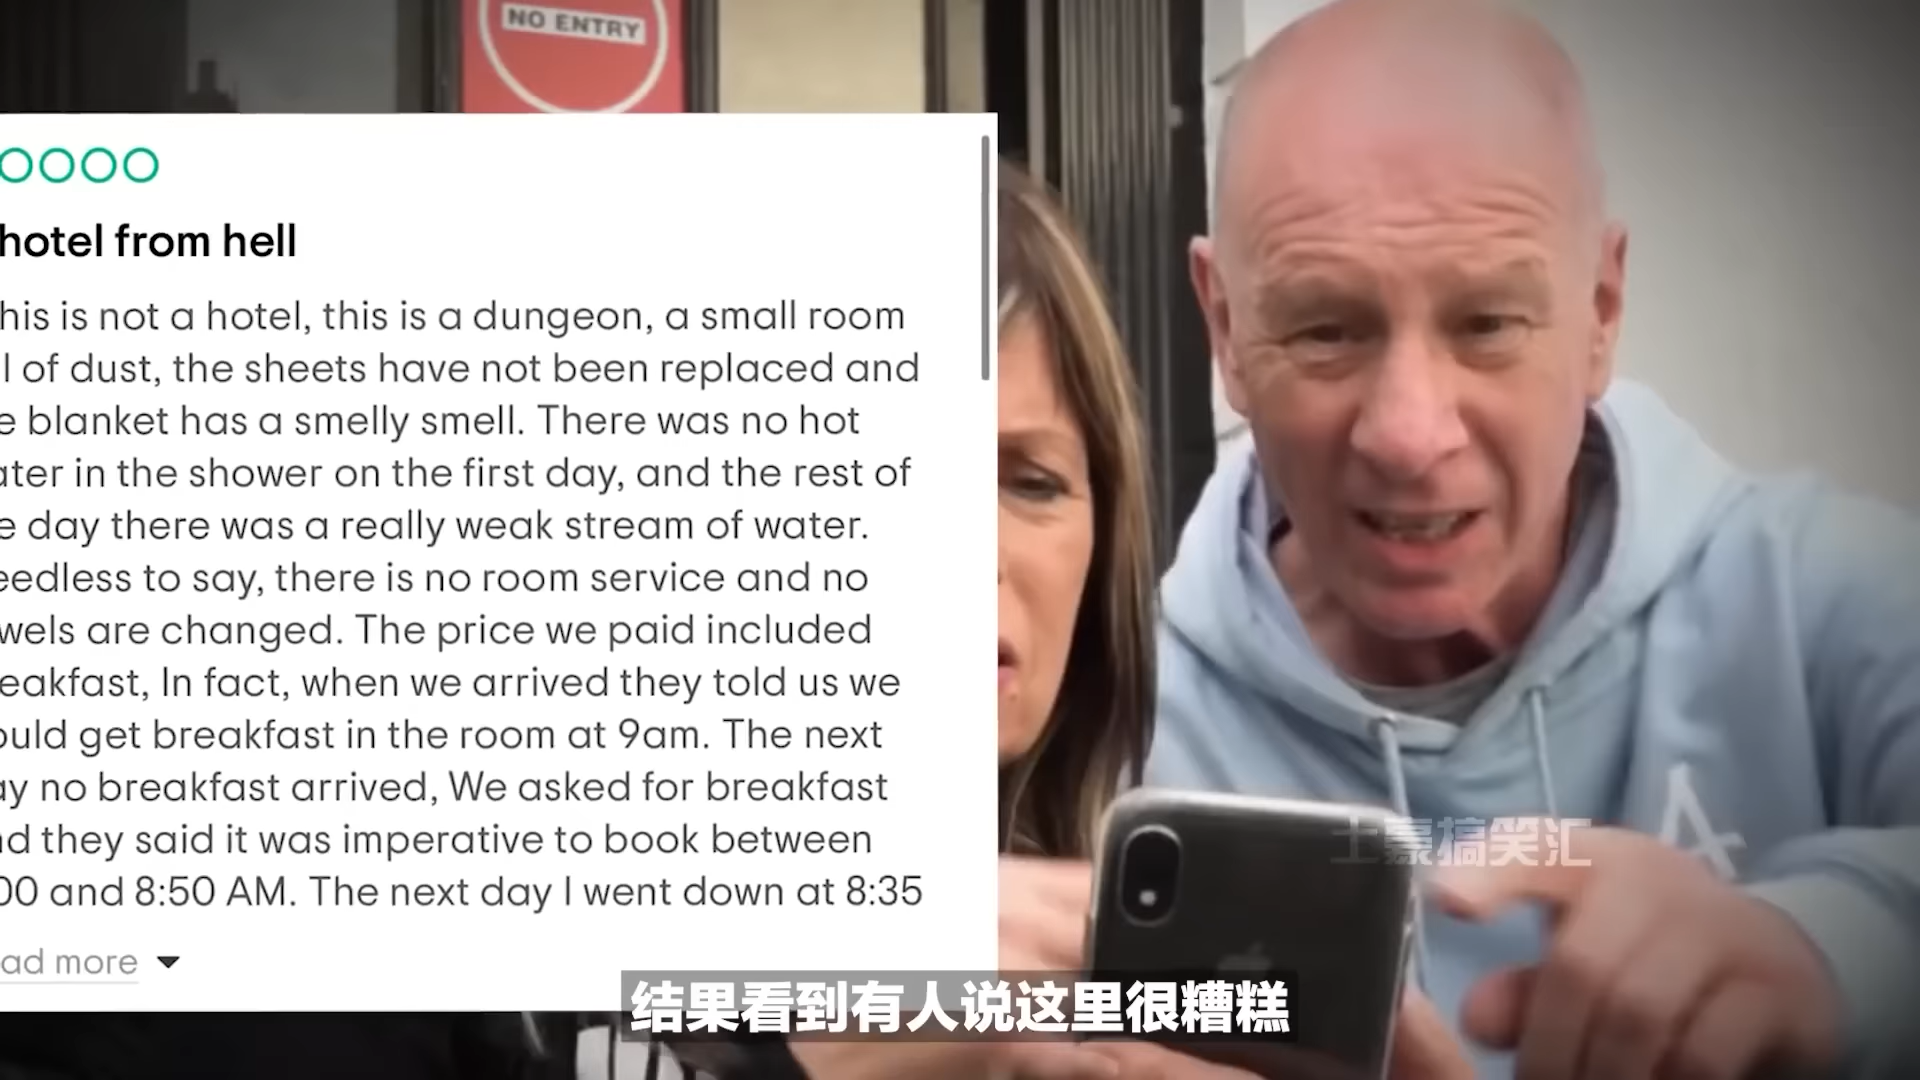 NO ENTRY
hotel from hell
his is not a hotel, this is a dungeon, a small room
l of dust, the sheets have not been replaced and
e blanket has a smelly smell. There was no hot
ater in the shower on the first day, and the rest of
e day there was a really weak stream of water.
eedless to say, there is no room service and no
wels are changed. The price we paid included
eakfast, In fact, when we arrived they told us we
ould get breakfast in the room at 9am. The next
ay no breakfast arrived, We asked for breakfast
nd they said it was imperative to book between
00 and 8:50 AM. The next day I went down at 8:35
ad more
土豪搞笑汇
结果看到有人说这里很糟糕